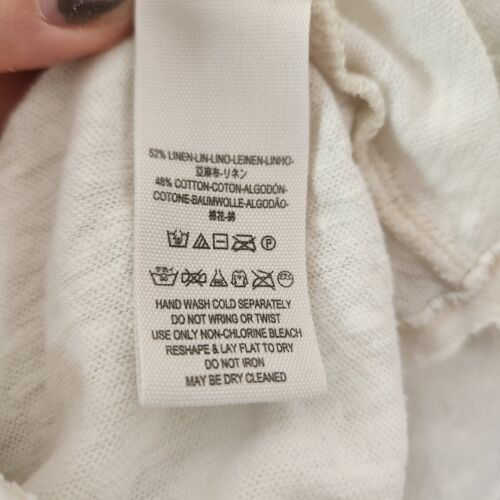 52% LINEN-LIN-LINO-LEINEN-LINHO-
亞麻布-リネン
48% COTTON-COTON-ALGODÓN-
COTONE-BAUMWOLLE-ALGODÃO-
棉花-綿
HAND WASH COLD SEPARATELY
DO NOT WRING OR TWIST
USE ONLY NON-CHLORINE BLEACH
RESHAPE & LAY FLAT TO DRY
DO NOT IRON
MAY BE DRY CLEANED